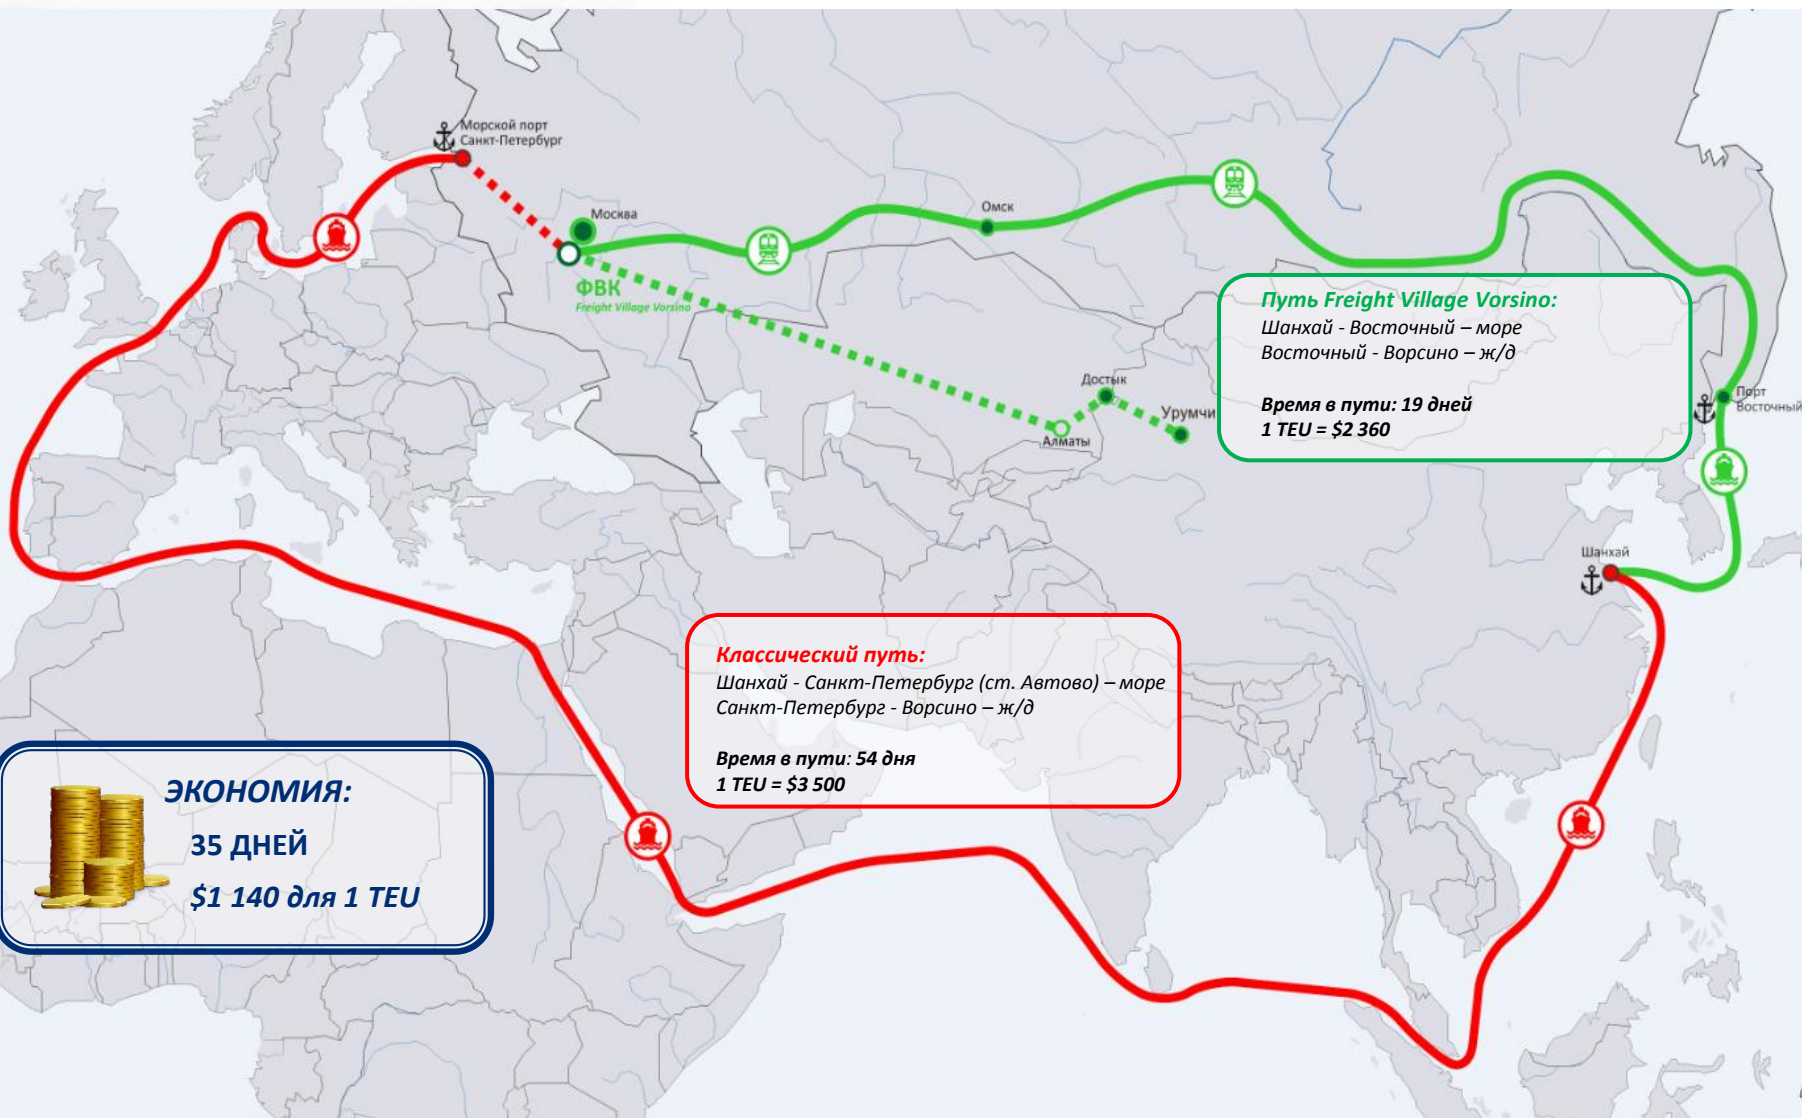 Морской порт
Санкт-Петербург
Москва
Омск
ФВК
Freight Village Vorsino
Путь Freight Village Vorsino:
Шанхай - Восточный – море
Восточный - Ворсино – ж/д
Время в пути: 19 дней
1 TEU = $2 360
Достык
Урумчи
Алматы
Порт
Восточный
Шанхай
Классический путь:
Шанхай - Санкт-Петербург (ст. Автово) – море
Санкт-Петербург - Ворсино – ж/д
Время в пути: 54 дня
1 TEU = $3 500
ЭКОНОМИЯ:
35 ДНЕЙ
$1 140 для 1 TEU